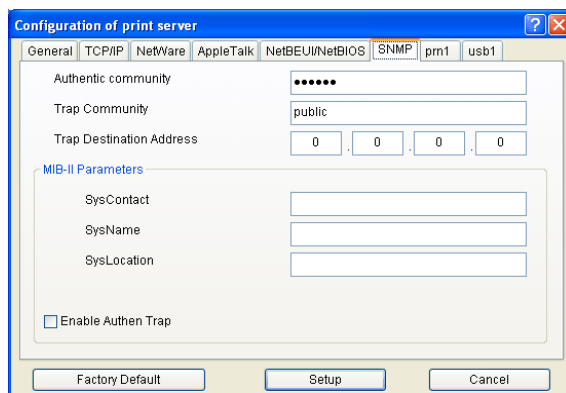 Configuration of print server
General TCP/IP NetWare AppleTalk NetBEUI/NetBIOS SNMP prn1 usb1
Authentic community ●●●●●●
Trap Community public
Trap Destination Address 0 . 0 . 0 . 0
MIB-II Parameters
SysContact
SysName
SysLocation
Enable Authen Trap
Factory Default Setup Cancel